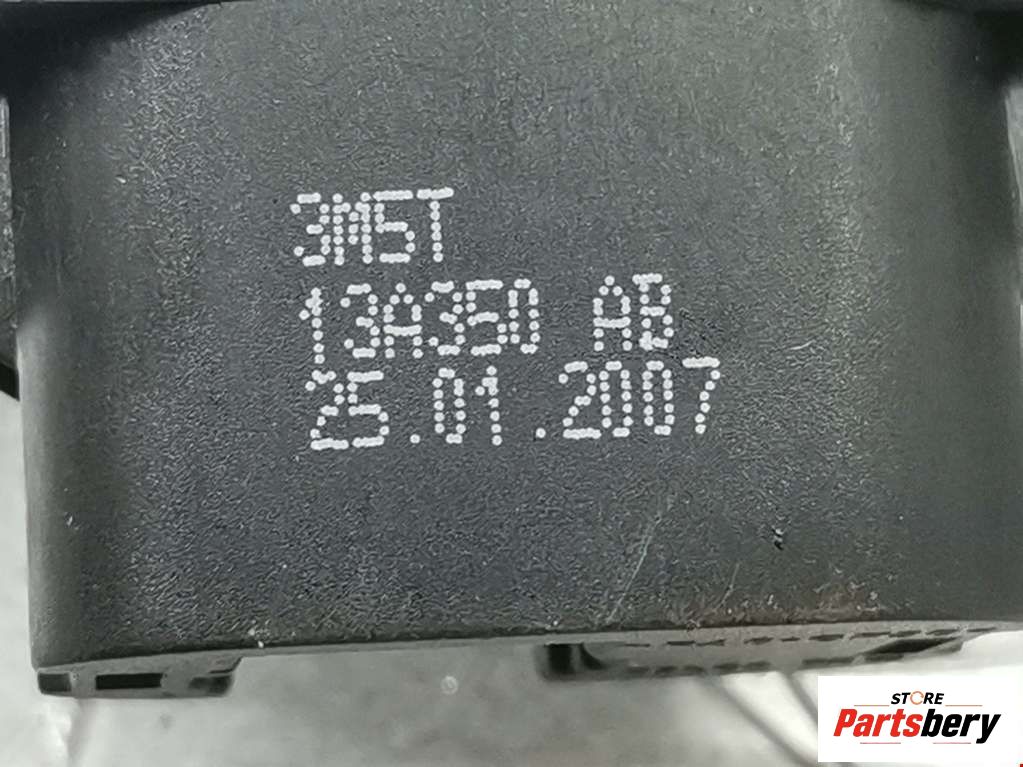 3M5T
13A350 AB
25.01.2007
STORE
Partsbery